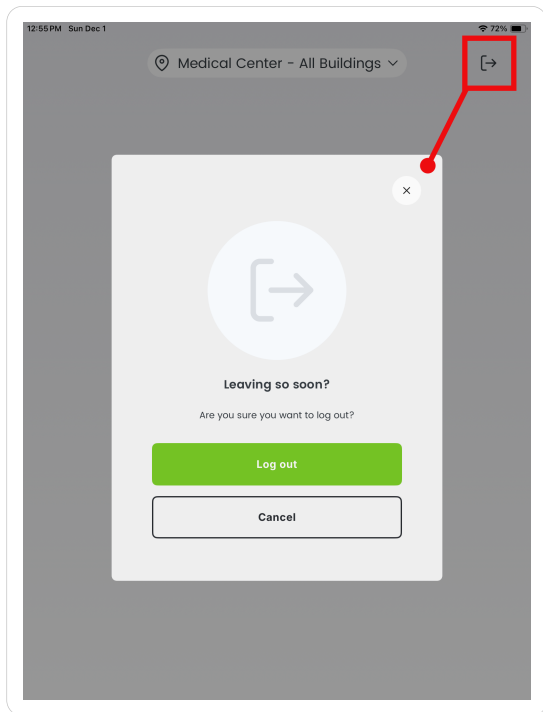 12:55 PM Sun Dec 1
72%
Medical Center - All Buildings
Leaving so soon?
Are you sure you want to log out?
Log out
Cancel